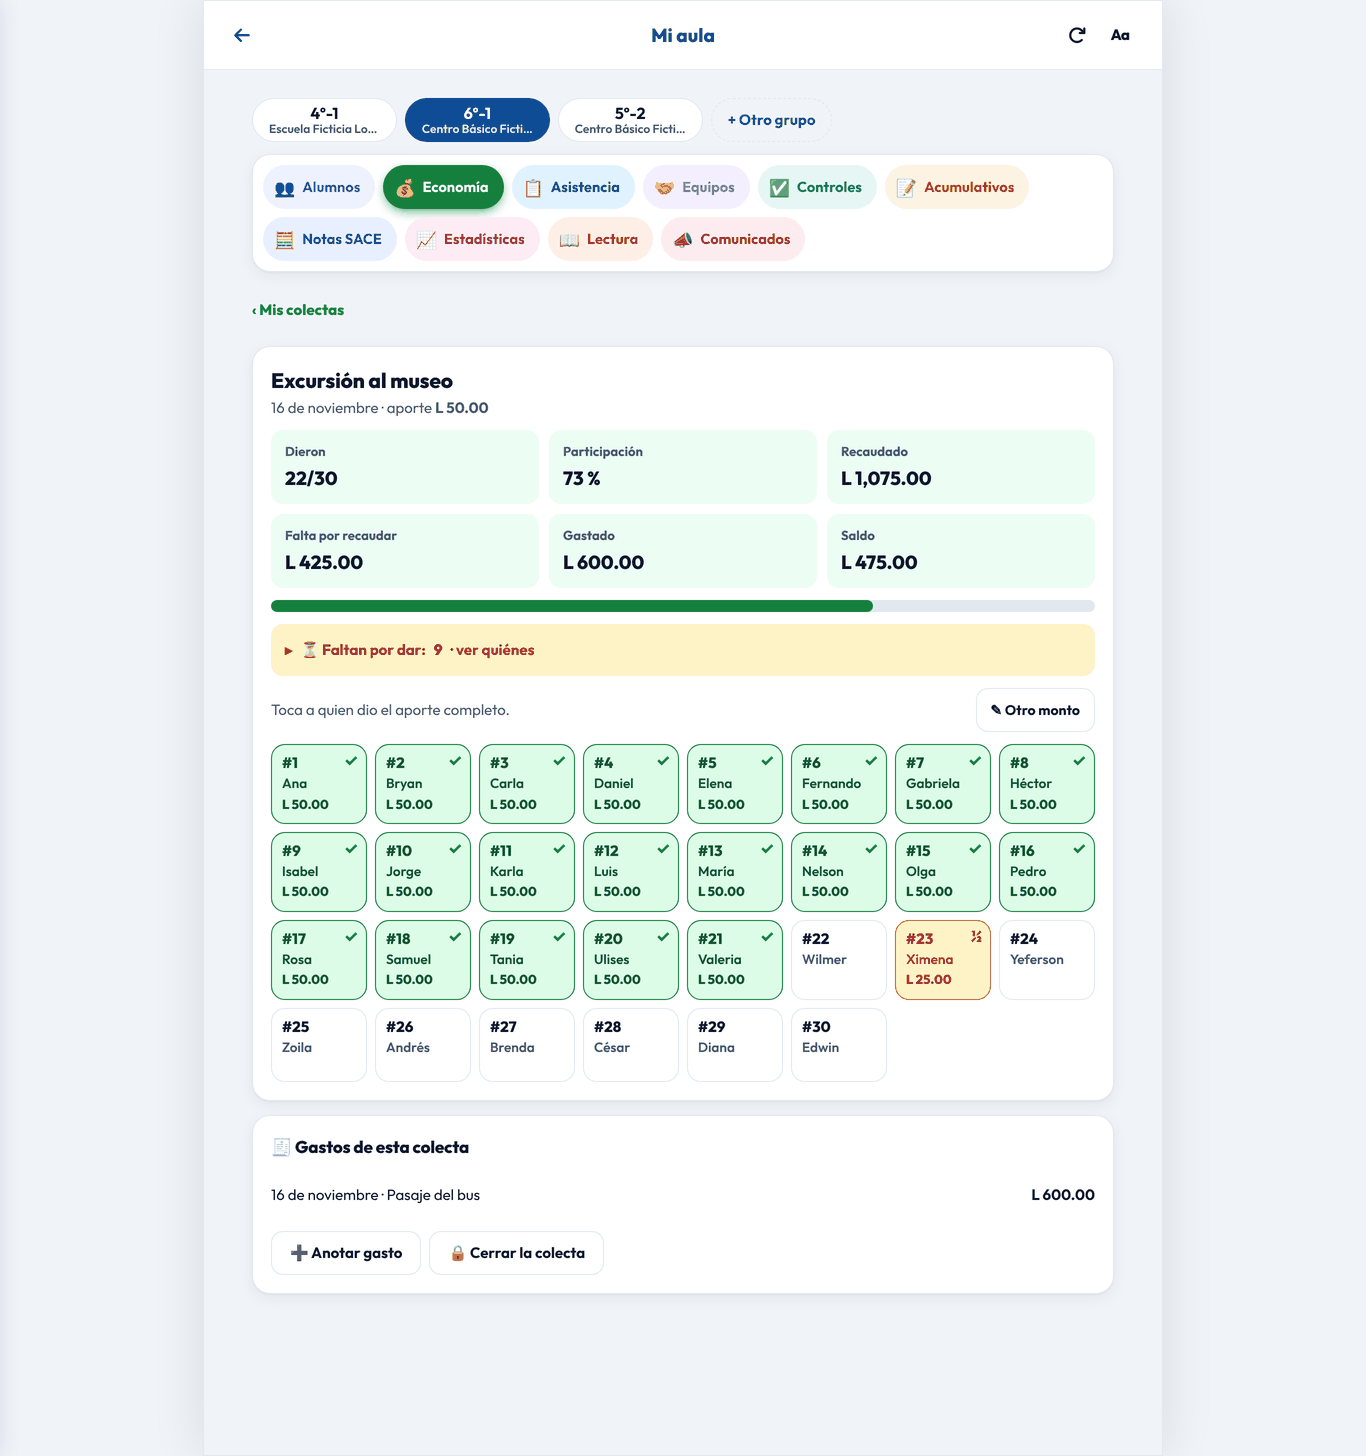 ← Mi aula Aa
4°-1
Escuela Ficticia Lo...
6°-1
Centro Básico Ficti...
5°-2
Centro Básico Ficti...
+ Otro grupo
Alumnos
Economía
Asistencia
Equipos
Controles
Acumulativos
Notas SACE
Estadísticas
Lectura
Comunicados
‹ Mis colectas
Excursión al museo
16 de noviembre · aporte L 50.00
Dieron
22/30
Participación
73 %
Recaudado
L 1,075.00
Falta por recaudar
L 425.00
Gastado
L 600.00
Saldo
L 475.00
▸ ⏳ Faltan por dar: 9 · ver quiénes
Toca a quien dio el aporte completo.
✎ Otro monto
#1 ✓
Ana
L 50.00
#2 ✓
Bryan
L 50.00
#3 ✓
Carla
L 50.00
#4 ✓
Daniel
L 50.00
#5 ✓
Elena
L 50.00
#6 ✓
Fernando
L 50.00
#7 ✓
Gabriela
L 50.00
#8 ✓
Héctor
L 50.00
#9 ✓
Isabel
L 50.00
#10 ✓
Jorge
L 50.00
#11 ✓
Karla
L 50.00
#12 ✓
Luis
L 50.00
#13 ✓
María
L 50.00
#14 ✓
Nelson
L 50.00
#15 ✓
Olga
L 50.00
#16 ✓
Pedro
L 50.00
#17 ✓
Rosa
L 50.00
#18 ✓
Samuel
L 50.00
#19 ✓
Tania
L 50.00
#20 ✓
Ulises
L 50.00
#21 ✓
Valeria
L 50.00
#22
Wilmer
#23 ½
Ximena
L 25.00
#24
Yeferson
#25
Zoila
#26
Andrés
#27
Brenda
#28
César
#29
Diana
#30
Edwin
🧾 Gastos de esta colecta
16 de noviembre · Pasaje del bus L 600.00
➕ Anotar gasto
🔒 Cerrar la colecta